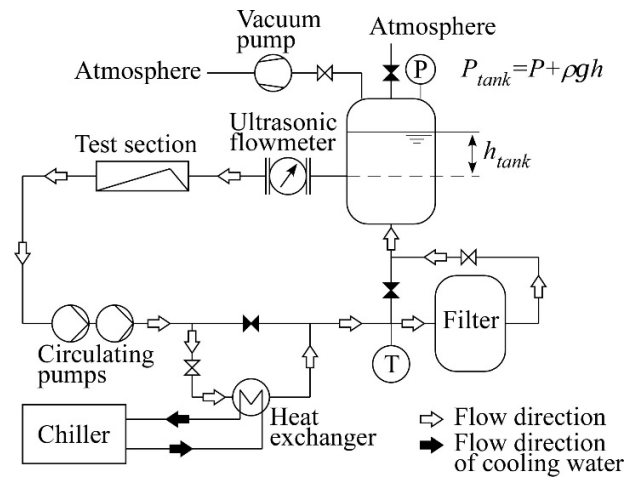 Vacuum
pump
Atmosphere
Atmosphere
P
P_tank=P+ρgh
Ultrasonic
flowmeter
Test section
h_tank
Filter
T
Circulating
pumps
Heat
exchanger
Chiller
Flow direction
Flow direction
of cooling water